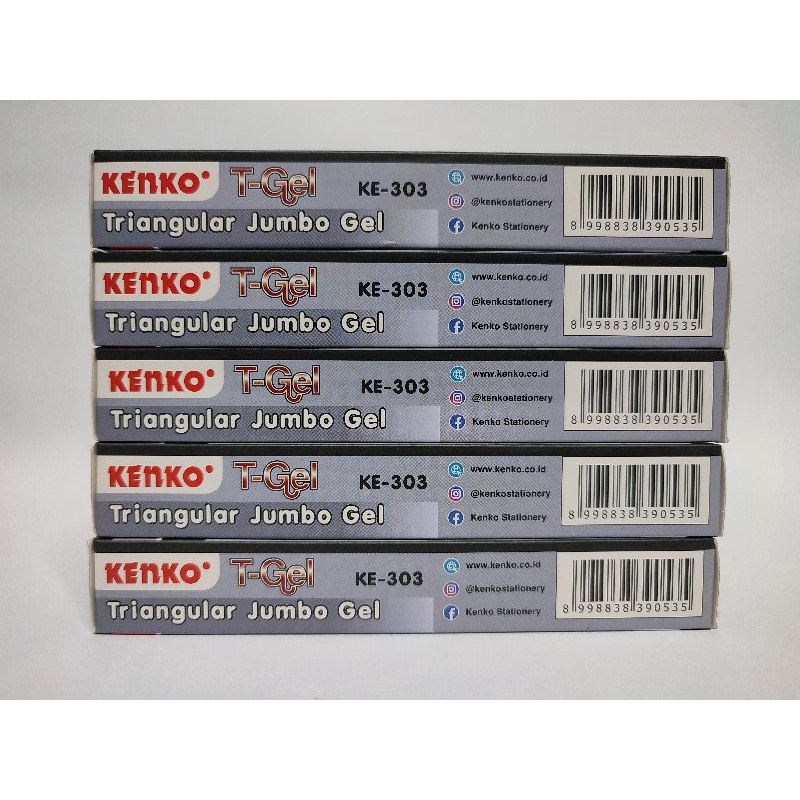 KENKO T-Gel KE-303
Triangular Jumbo Gel
www.kenko.co.id
@kenkostationery
Kenko Stationery
8 998838 390535
KENKO T-Gel KE-303
Triangular Jumbo Gel
www.kenko.co.id
@kenkostationery
Kenko Stationery
8 998838 390535
KENKO T-Gel KE-303
Triangular Jumbo Gel
www.kenko.co.id
@kenkostationery
Kenko Stationery
8 998838 390535
KENKO T-Gel KE-303
Triangular Jumbo Gel
www.kenko.co.id
@kenkostationery
Kenko Stationery
8 998838 390535
KENKO T-Gel KE-303
Triangular Jumbo Gel
www.kenko.co.id
@kenkostationery
Kenko Stationery
8 998838 390535